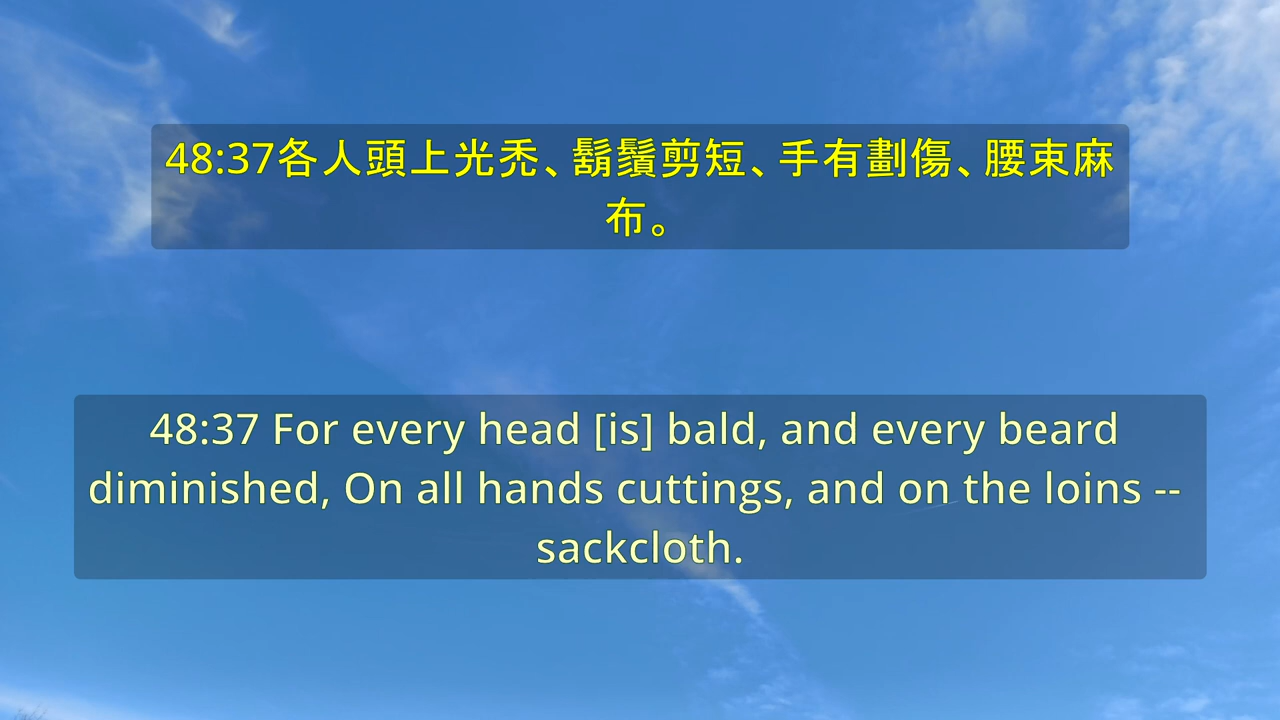 48:37各人頭上光禿、鬍鬚剪短、手有劃傷、腰束麻
布。
48:37 For every head [is] bald, and every beard
diminished, On all hands cuttings, and on the loins --
sackcloth.